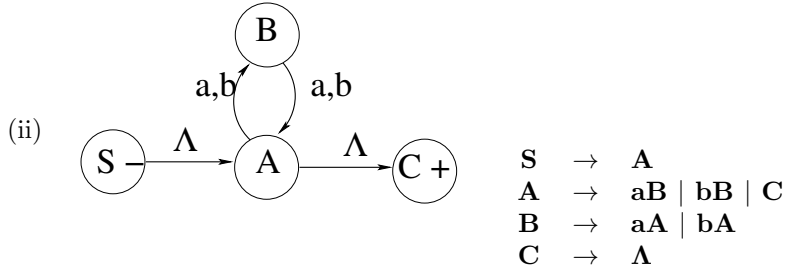 B
a,b a,b
(ii)
S − Λ A Λ C +
S → A
A → aB | bB | C
B → aA | bA
C → Λ